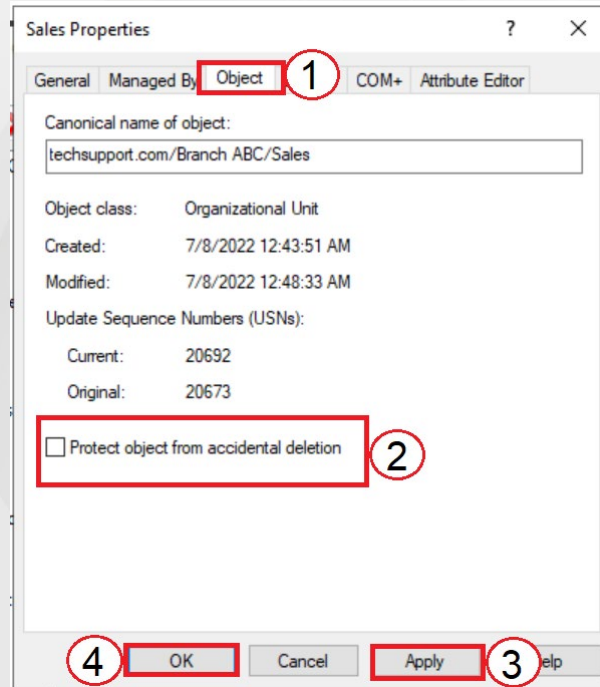 Sales Properties ? ×
General Managed By Object 1 COM+ Attribute Editor
Canonical name of object:
techsupport.com/Branch ABC/Sales
Object class: Organizational Unit
Created: 7/8/2022 12:43:51 AM
Modified: 7/8/2022 12:48:33 AM
Update Sequence Numbers (USNs):
Current: 20692
Original: 20673
Protect object from accidental deletion 2
4 OK Cancel Apply 3 elp